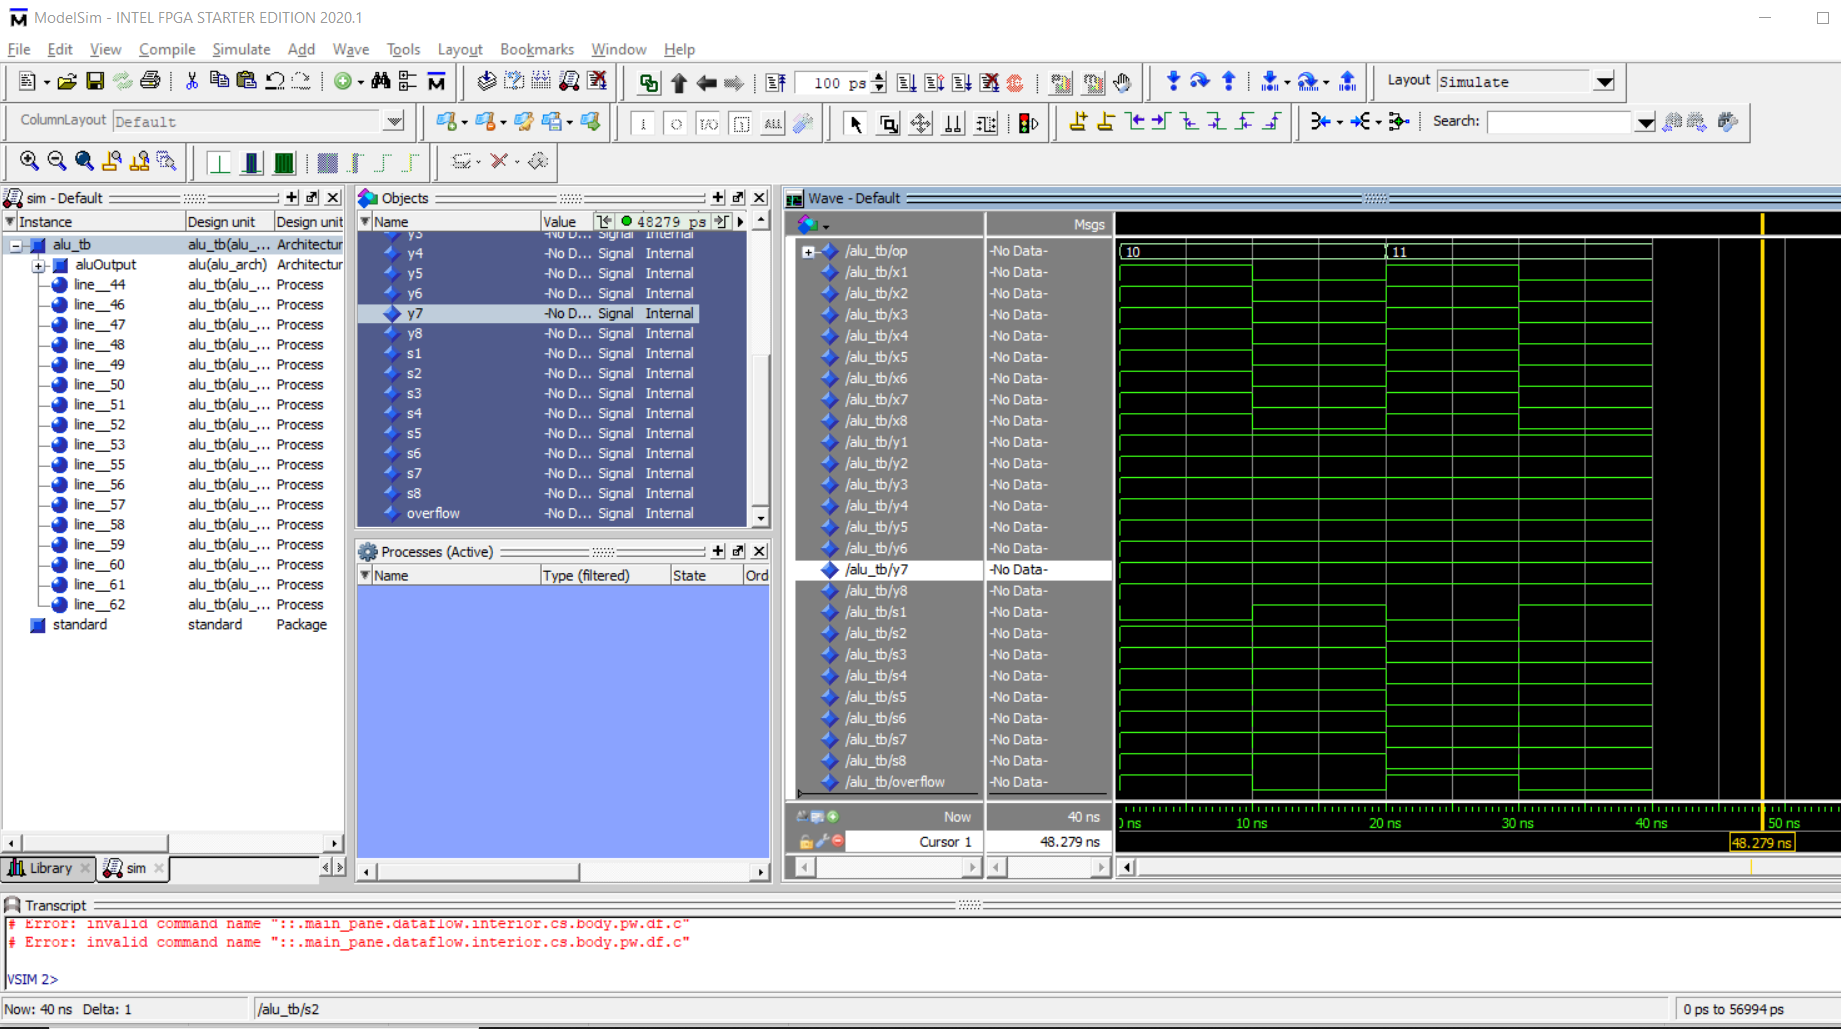 ModelSim - INTEL FPGA STARTER EDITION 2020.1
File Edit View Compile Simulate Add Wave Tools Layout Bookmarks Window Help
100 ps
Layout Simulate
ColumnLayout Default
ALL
Search:
sim - Default
Instance Design unit Design unit
alu_tb alu_tb(alu_... Architectur
aluOutput alu(alu_arch) Architectur
line__44 alu_tb(alu_... Process
line__46 alu_tb(alu_... Process
line__47 alu_tb(alu_... Process
line__48 alu_tb(alu_... Process
line__49 alu_tb(alu_... Process
line__50 alu_tb(alu_... Process
line__51 alu_tb(alu_... Process
line__52 alu_tb(alu_... Process
line__53 alu_tb(alu_... Process
line__55 alu_tb(alu_... Process
line__56 alu_tb(alu_... Process
line__57 alu_tb(alu_... Process
line__58 alu_tb(alu_... Process
line__59 alu_tb(alu_... Process
line__60 alu_tb(alu_... Process
line__61 alu_tb(alu_... Process
line__62 alu_tb(alu_... Process
standard standard Package
Library sim
Objects
Name Value 48279 ps
y3 -No D... Signal Internal
y4 -No D... Signal Internal
y5 -No D... Signal Internal
y6 -No D... Signal Internal
y7 -No D... Signal Internal
y8 -No D... Signal Internal
s1 -No D... Signal Internal
s2 -No D... Signal Internal
s3 -No D... Signal Internal
s4 -No D... Signal Internal
s5 -No D... Signal Internal
s6 -No D... Signal Internal
s7 -No D... Signal Internal
s8 -No D... Signal Internal
overflow -No D... Signal Internal
Processes (Active)
Name Type (filtered) State Ord
Wave - Default
Msgs
/alu_tb/op -No Data- 10 11
/alu_tb/x1 -No Data-
/alu_tb/x2 -No Data-
/alu_tb/x3 -No Data-
/alu_tb/x4 -No Data-
/alu_tb/x5 -No Data-
/alu_tb/x6 -No Data-
/alu_tb/x7 -No Data-
/alu_tb/x8 -No Data-
/alu_tb/y1 -No Data-
/alu_tb/y2 -No Data-
/alu_tb/y3 -No Data-
/alu_tb/y4 -No Data-
/alu_tb/y5 -No Data-
/alu_tb/y6 -No Data-
/alu_tb/y7 -No Data-
/alu_tb/y8 -No Data-
/alu_tb/s1 -No Data-
/alu_tb/s2 -No Data-
/alu_tb/s3 -No Data-
/alu_tb/s4 -No Data-
/alu_tb/s5 -No Data-
/alu_tb/s6 -No Data-
/alu_tb/s7 -No Data-
/alu_tb/s8 -No Data-
/alu_tb/overflow -No Data-
Now 40 ns
ns 10 ns 20 ns 30 ns 40 ns 50 ns
Cursor 1 48.279 ns 48.279 ns
Transcript
# Error: invalid command name "::.main_pane.dataflow.interior.cs.body.pw.df.c"
# Error: invalid command name "::.main_pane.dataflow.interior.cs.body.pw.df.c"
VSIM 2>
Now: 40 ns Delta: 1 /alu_tb/s2 0 ps to 56994 ps